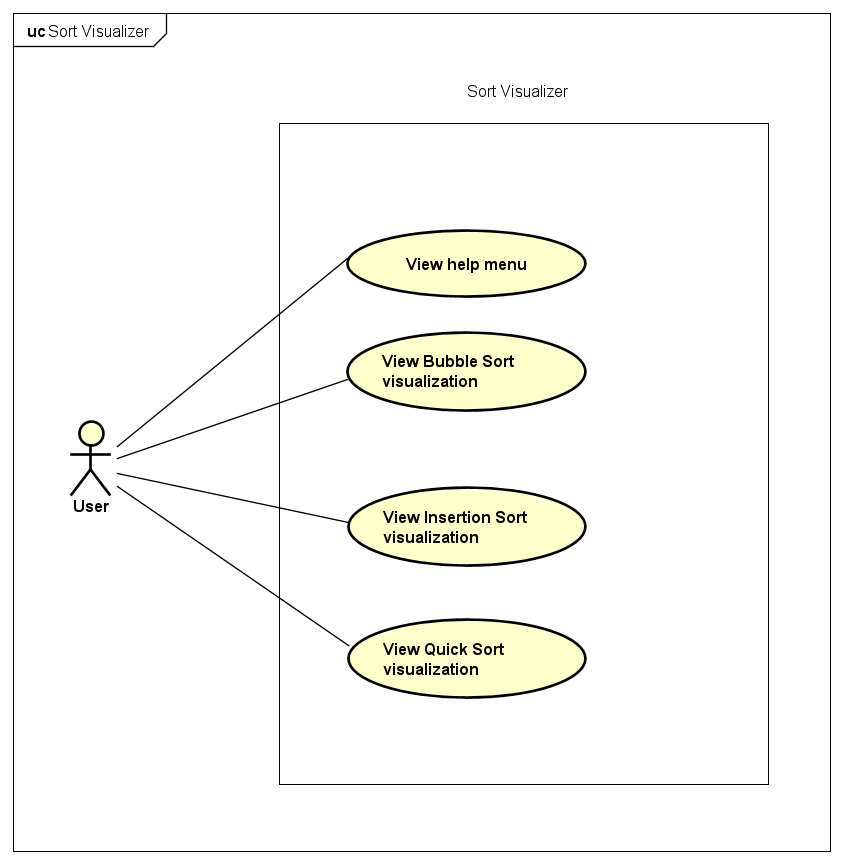 uc Sort Visualizer
Sort Visualizer
View help menu
View Bubble Sort
visualization
User
View Insertion Sort
visualization
View Quick Sort
visualization